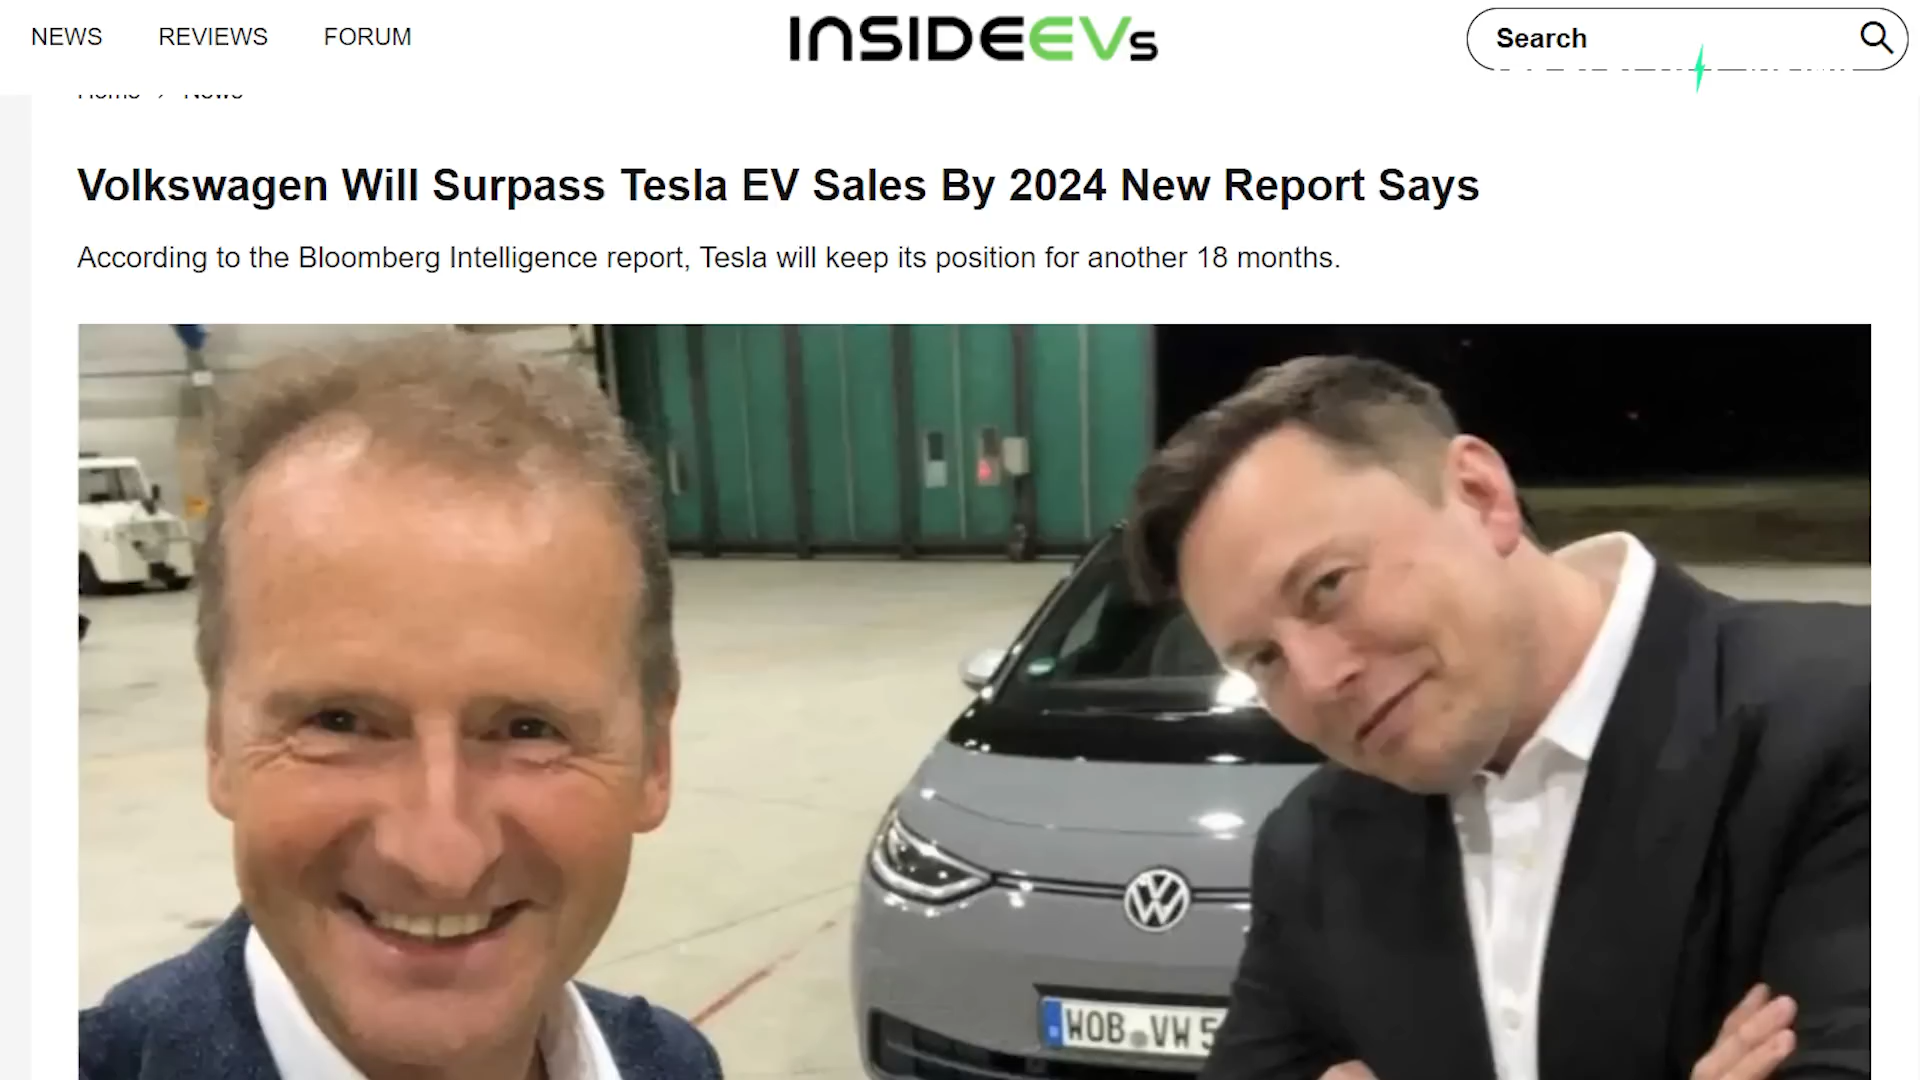 NEWS REVIEWS FORUM
INSIDEEVs
Search
Volkswagen Will Surpass Tesla EV Sales By 2024 New Report Says
According to the Bloomberg Intelligence report, Tesla will keep its position for another 18 months.
WOB VW 5